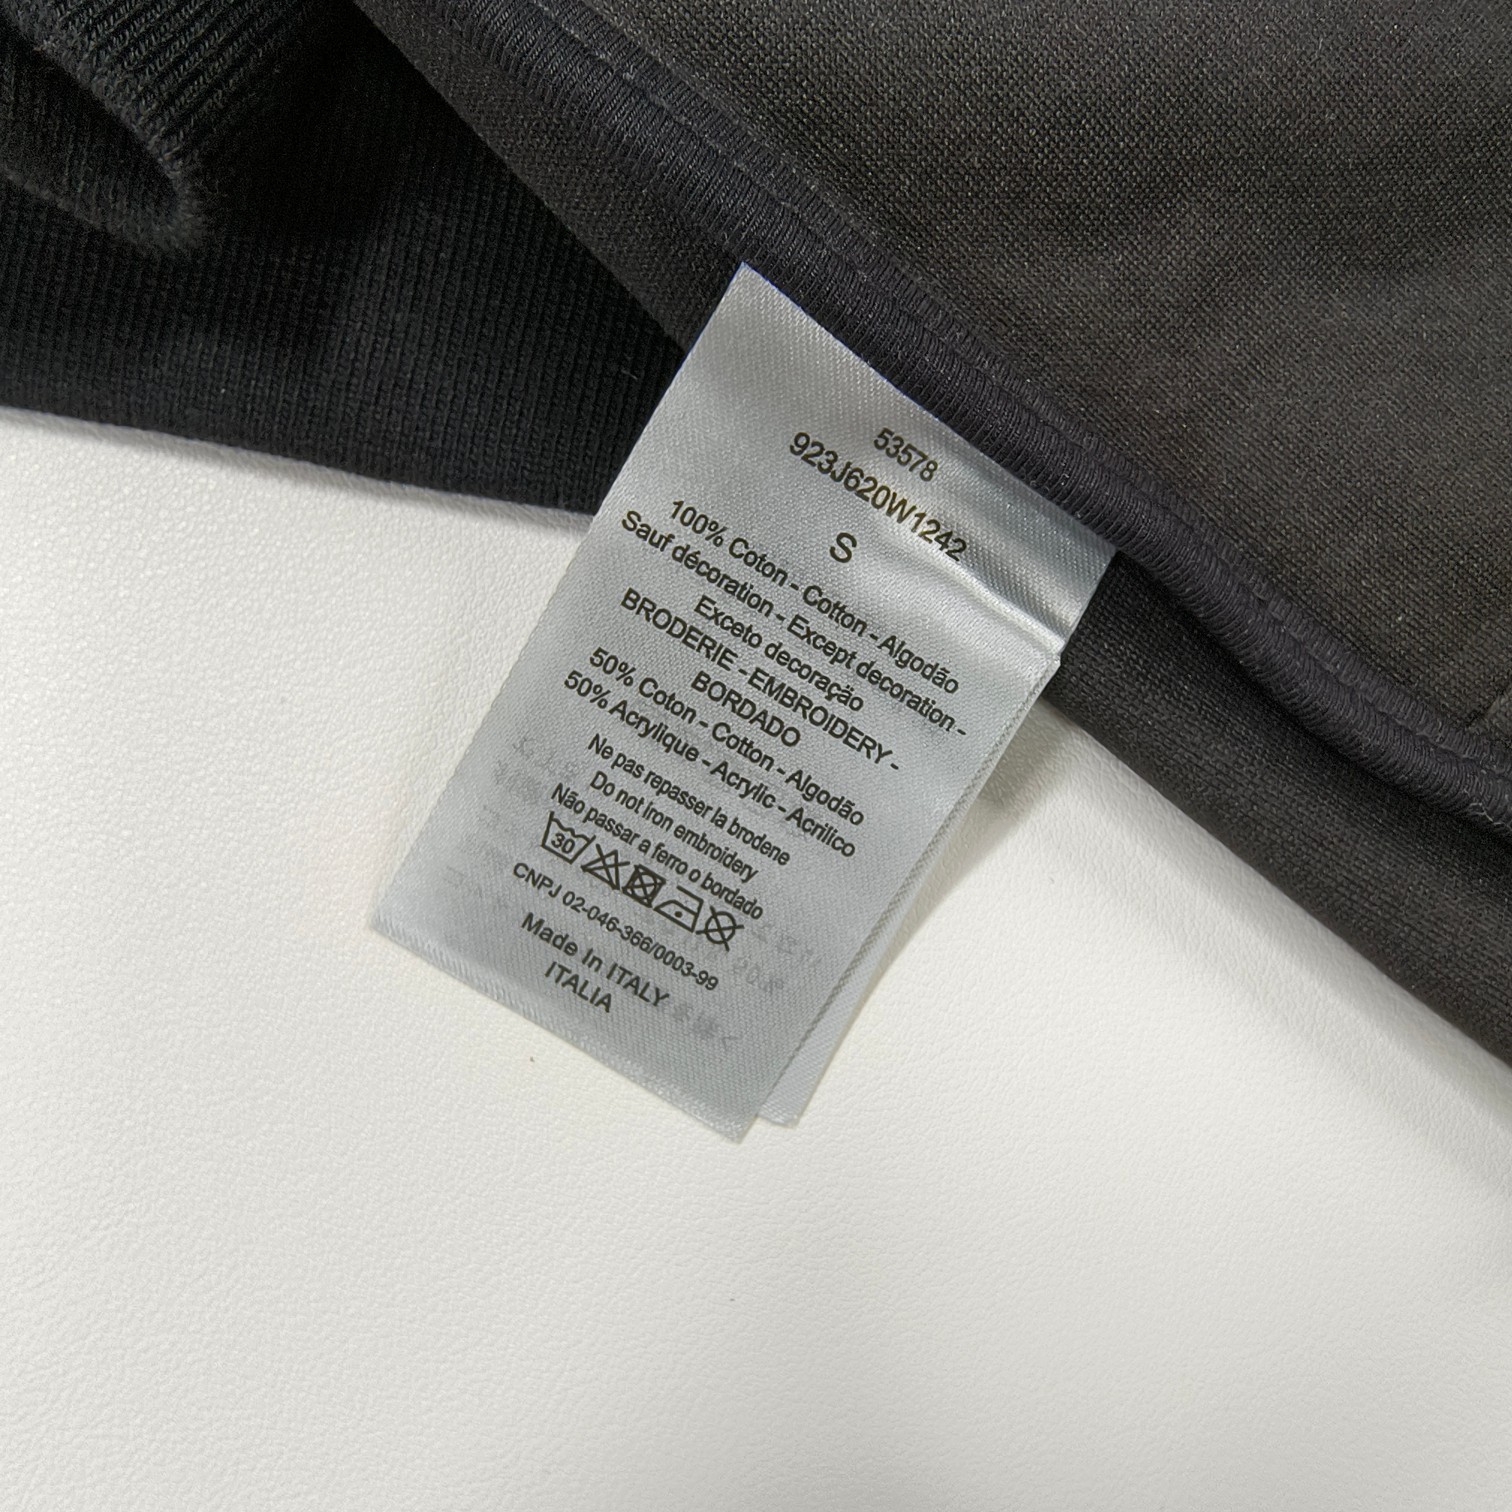 53578
923J620W1242
S
100% Coton - Cotton - Algodão
Sauf décoration - Except decoration -
Exceto decoração
BRODERIE - EMBROIDERY -
BORDADO
50% Coton - Cotton - Algodão
50% Acrylique - Acrylic - Acrilico
Ne pas repasser la brodene
Do not Iron embroidery
Não passar a ferro o bordado
30
CNPJ 02-046-366/0003-99
Made In ITALY
ITALIA